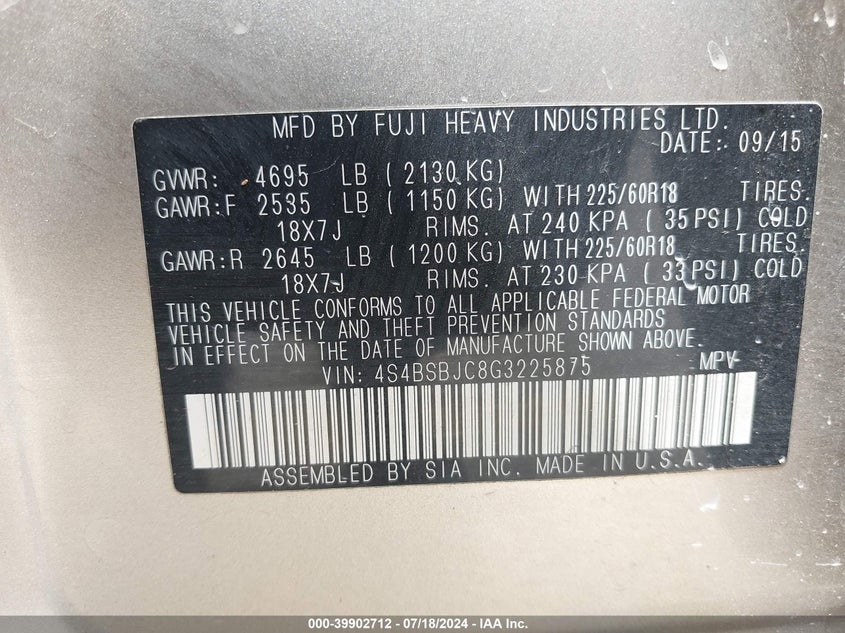 MFD BY FUJI HEAVY INDUSTRIES LTD.
DATE: 09/15
GVWR: 4695 LB ( 2130 KG)
GAWR:F 2535 LB ( 1150 KG) WITH 225/60R18 TIRES.
18X7J RIMS. AT 240 KPA ( 35 PSI) COLD
GAWR:R 2645 LB ( 1200 KG) WITH 225/60R18 TIRES.
18X7J RIMS. AT 230 KPA ( 33 PSI) COLD
THIS VEHICLE CONFORMS TO ALL APPLICABLE FEDERAL MOTOR
VEHICLE SAFETY AND THEFT PREVENTION STANDARDS
IN EFFECT ON THE DATE OF MANUFACTURE SHOWN ABOVE.
VIN: 4S4BSBJC8G3225875 MPV
ASSEMBLED BY SIA INC. MADE IN U.S.A.
000-39902712 - 07/18/2024 - IAA Inc.